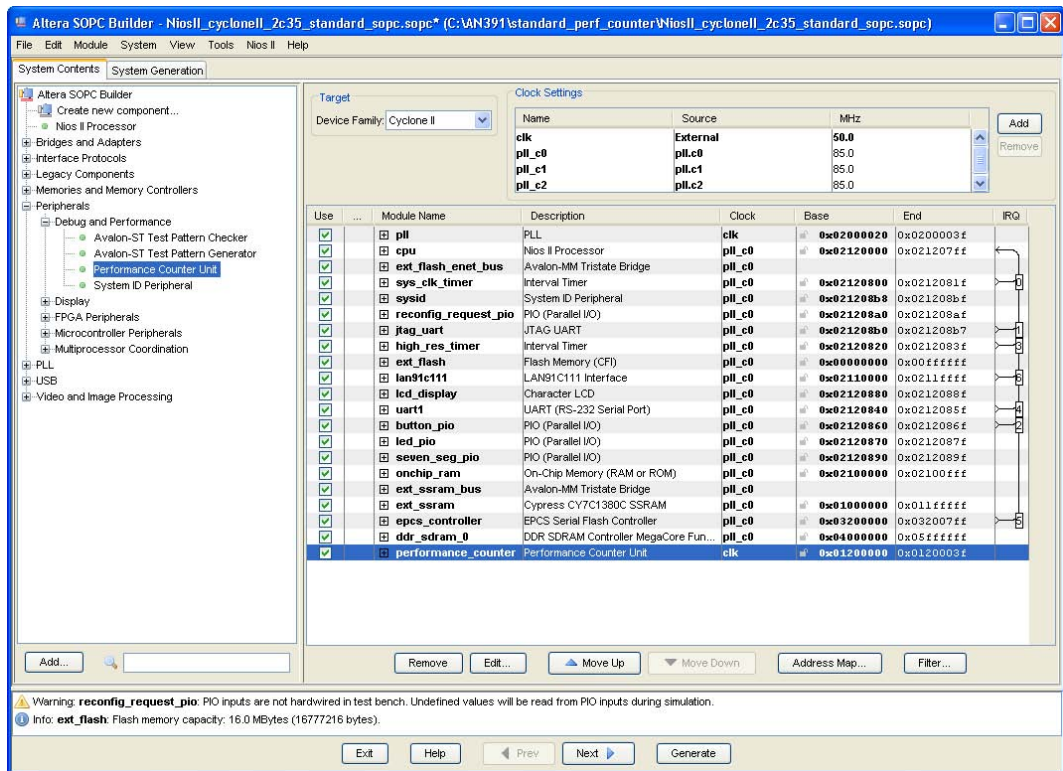 Altera SOPC Builder - NiosII_cycloneII_2c35_standard_sopc.sopc* (C:\AN391\standard_perf_counter\NiosII_cycloneII_2c35_standard_sopc.sopc)
File Edit Module System View Tools Nios II Help
System Contents System Generation
Altera SOPC Builder
Create new component...
Nios II Processor
Bridges and Adapters
Interface Protocols
Legacy Components
Memories and Memory Controllers
Peripherals
Debug and Performance
Avalon-ST Test Pattern Checker
Avalon-ST Test Pattern Generator
Performance Counter Unit
System ID Peripheral
Display
FPGA Peripherals
Microcontroller Peripherals
Multiprocessor Coordination
PLL
USB
Video and Image Processing
Add...
Target
Device Family: Cyclone II
Clock Settings
Name Source MHz
clk External 50.0
pll_c0 pll.c0 85.0
pll_c1 pll.c1 85.0
pll_c2 pll.c2 85.0
Add
Remove
Use ... Module Name Description Clock Base End IRQ
pll PLL clk 0x02000020 0x0200003f
cpu Nios II Processor pll_c0 0x02120000 0x021207ff
ext_flash_enet_bus Avalon-MM Tristate Bridge pll_c0
sys_clk_timer Interval Timer pll_c0 0x02120800 0x0212081f 0
sysid System ID Peripheral pll_c0 0x021208b8 0x021208bf
reconfig_request_pio PIO (Parallel I/O) pll_c0 0x021208a0 0x021208af
jtag_uart JTAG UART pll_c0 0x021208b0 0x021208b7 1
high_res_timer Interval Timer pll_c0 0x02120820 0x0212083f 3
ext_flash Flash Memory (CFI) pll_c0 0x00000000 0x00ffffff
lan91c111 LAN91C111 Interface pll_c0 0x02110000 0x0211ffff 6
lcd_display Character LCD pll_c0 0x02120880 0x0212088f
uart1 UART (RS-232 Serial Port) pll_c0 0x02120840 0x0212085f 4
button_pio PIO (Parallel I/O) pll_c0 0x02120860 0x0212086f 2
led_pio PIO (Parallel I/O) pll_c0 0x02120870 0x0212087f
seven_seg_pio PIO (Parallel I/O) pll_c0 0x02120890 0x0212089f
onchip_ram On-Chip Memory (RAM or ROM) pll_c0 0x02100000 0x02100fff
ext_ssram_bus Avalon-MM Tristate Bridge pll_c0
ext_ssram Cypress CY7C1380C SSRAM pll_c0 0x01000000 0x011fffff
epcs_controller EPCS Serial Flash Controller pll_c0 0x03200000 0x032007ff 5
ddr_sdram_0 DDR SDRAM Controller MegaCore Fun... pll_c0 0x04000000 0x05ffffff
performance_counter Performance Counter Unit clk 0x01200000 0x0120003f
Remove Edit... Move Up Move Down Address Map... Filter...
Warning: reconfig_request_pio: PIO inputs are not hardwired in test bench. Undefined values will be read from PIO inputs during simulation.
Info: ext_flash: Flash memory capacity: 16.0 MBytes (16777216 bytes).
Exit Help Prev Next Generate